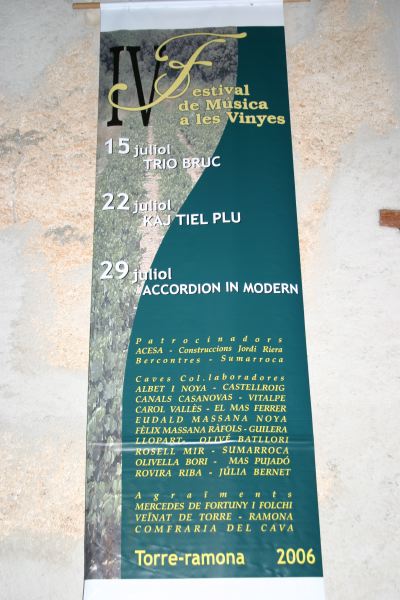 IV Festival
de Música
a les Vinyes
15 juliol
TRIO BRUC
22 juliol
KAJ TIEL PLU
29 juliol
ACCORDION IN MODERN
Patrocinadors
ACESA - Construccions Jordi Riera
Bercontres - Sumarroca
Caves Col.laboradores
ALBET I NOYA - CASTELLROIG
CANALS CASANOVAS - VITALPE
CAROL VALLÈS - EL MAS FERRER
EUDALD MASSANA NOYA
FÈLIX MASSANA RÀFOLS - GUILERA
LLOPART - OLIVÉ BATLLORI
ROSELL MIR - SUMARROCA
OLIVELLA BORI - MAS PUJADÓ
ROVIRA RIBA - JÚLIA BERNET
Agraïments
MERCEDES DE FORTUNY I FOLCHI
VEÏNAT DE TORRE - RAMONA
COMFRARIA DEL CAVA
Torre-ramona 2006